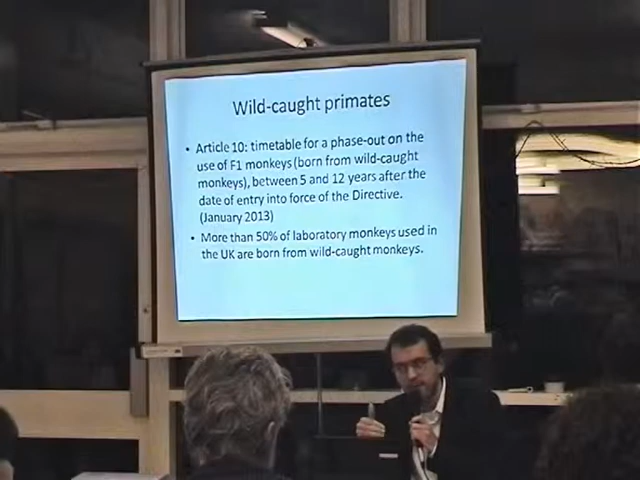 Wild-caught primates
• Article 10: timetable for a phase-out on the
use of F1 monkeys (born from wild-caught
monkeys), between 5 and 12 years after the
date of entry into force of the Directive.
(January 2013)
• More than 50% of laboratory monkeys used in
the UK are born from wild-caught monkeys.